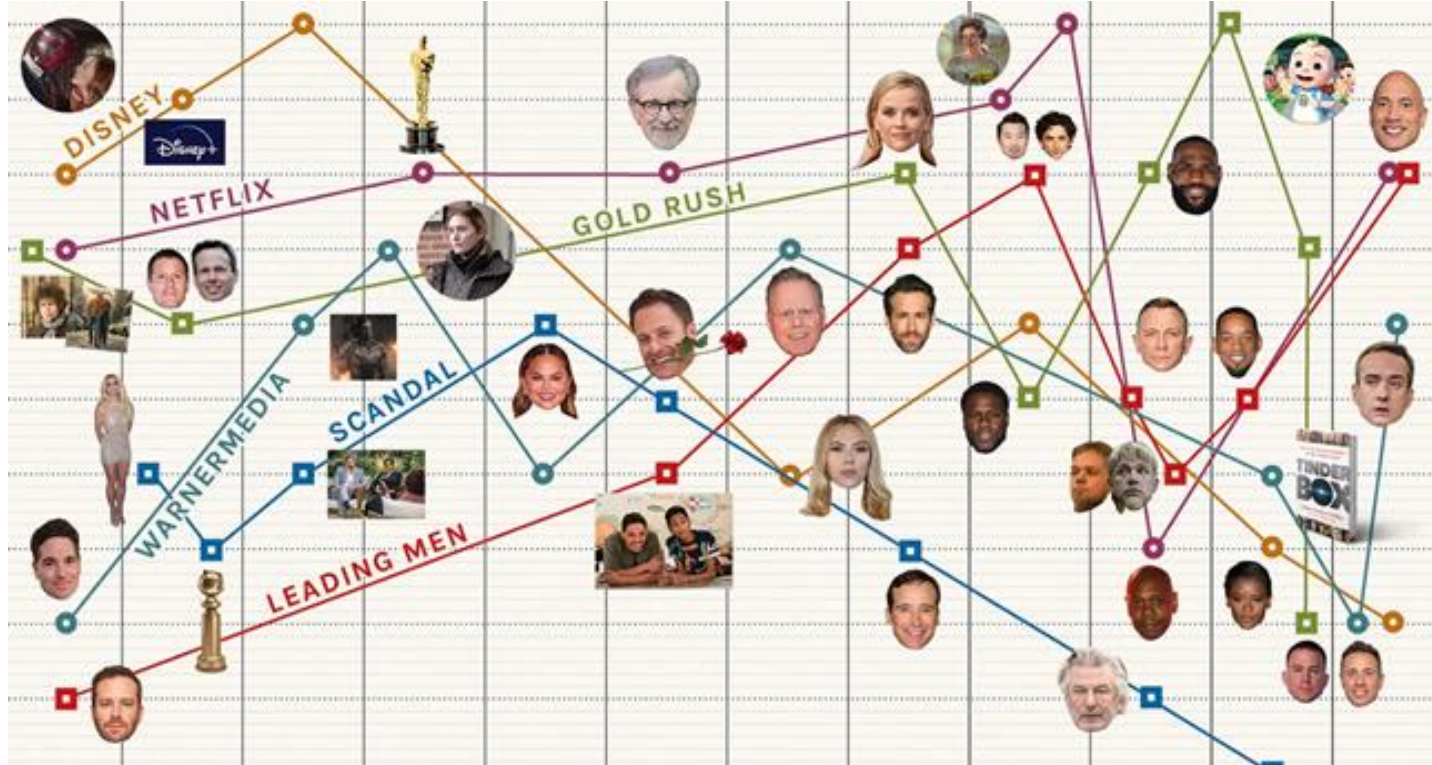 DISNEY
Disney+
NETFLIX
GOLD RUSH
WARNERMEDIA
SCANDAL
LEADING MEN
TINDER
BOX